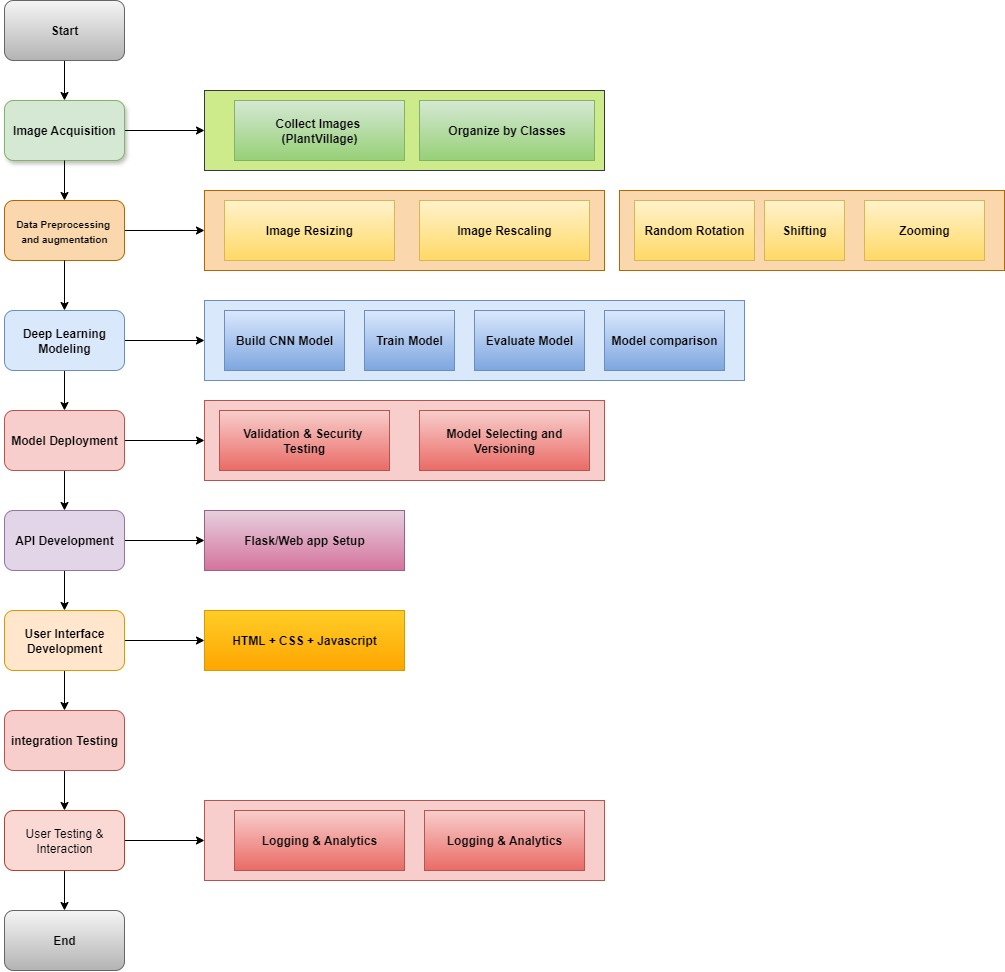 Start
Image Acquisition
Collect Images
(PlantVillage)
Organize by Classes
Data Preprocessing
and augmentation
Image Resizing
Image Rescaling
Random Rotation
Shifting
Zooming
Deep Learning
Modeling
Build CNN Model
Train Model
Evaluate Model
Model comparison
Model Deployment
Validation & Security
Testing
Model Selecting and
Versioning
API Development
Flask/Web app Setup
User Interface
Development
HTML + CSS + Javascript
integration Testing
User Testing &
Interaction
Logging & Analytics
Logging & Analytics
End